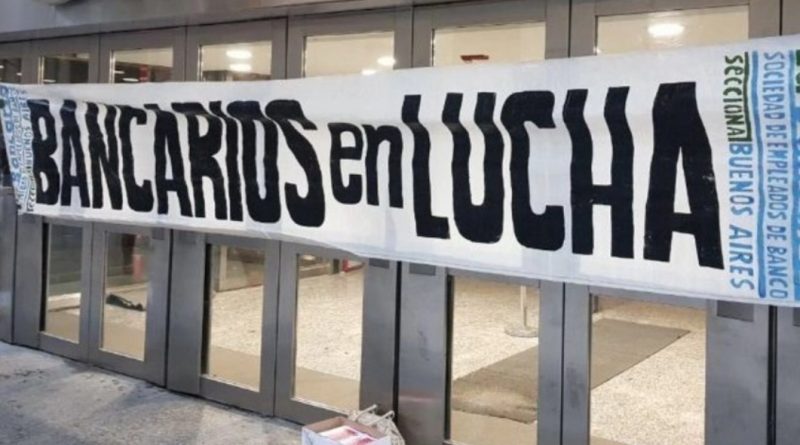 BANCARIOS en LUCHA
SECCIONAL BUENOS AIRES
SOCIEDAD DE EMPLEADOS DE BANCO